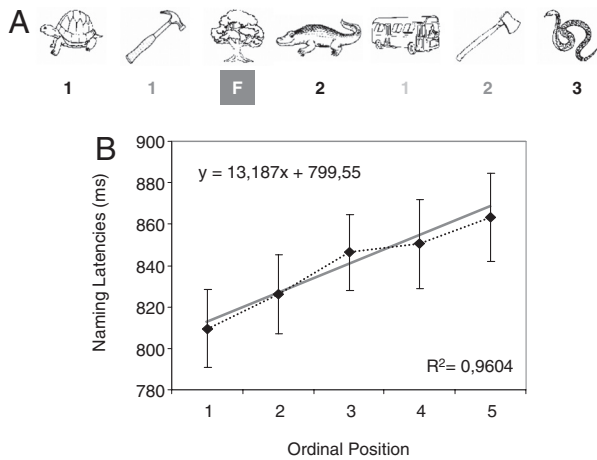 A
1 1 F 2 1 2 3
B
900
880
860
840
820
800
780
Naming Latencies (ms)
y = 13,187x + 799,55
R²= 0,9604
1 2 3 4 5
Ordinal Position